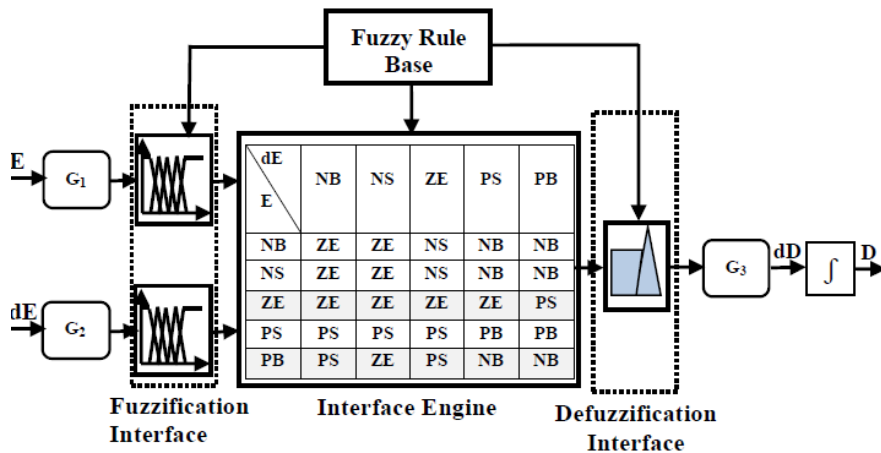 Fuzzy Rule
Base
E
G1
dE
E
NB NS ZE PS PB
NB ZE ZE NS NB NB
NS ZE ZE NS NB NB
ZE ZE ZE ZE ZE PS
PS PS PS PS PB PB
PB PS ZE PS NB NB
dE
G2
G3
dD
∫
D
Fuzzification
Interface
Interface Engine
Defuzzification
Interface